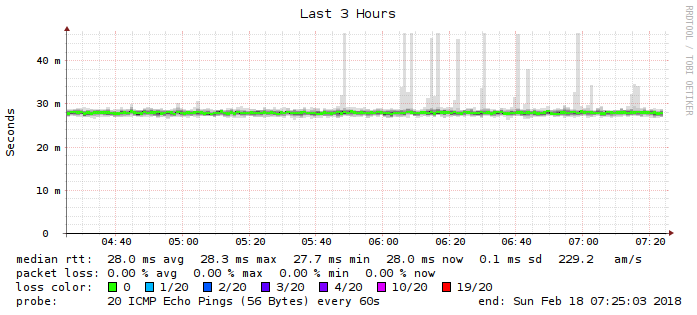 Last 3 Hours
RRDTOOL / TOBI OETIKER
Seconds
40 m
30 m
20 m
10 m
0
04:40 05:00 05:20 05:40 06:00 06:20 06:40 07:00 07:20
median rtt: 28.0 ms avg 28.3 ms max 27.7 ms min 28.0 ms now 0.1 ms sd 229.2 am/s
packet loss: 0.00 % avg 0.00 % max 0.00 % min 0.00 % now
loss color: 0 1/20 2/20 3/20 4/20 10/20 19/20
probe: 20 ICMP Echo Pings (56 Bytes) every 60s end: Sun Feb 18 07:25:03 2018